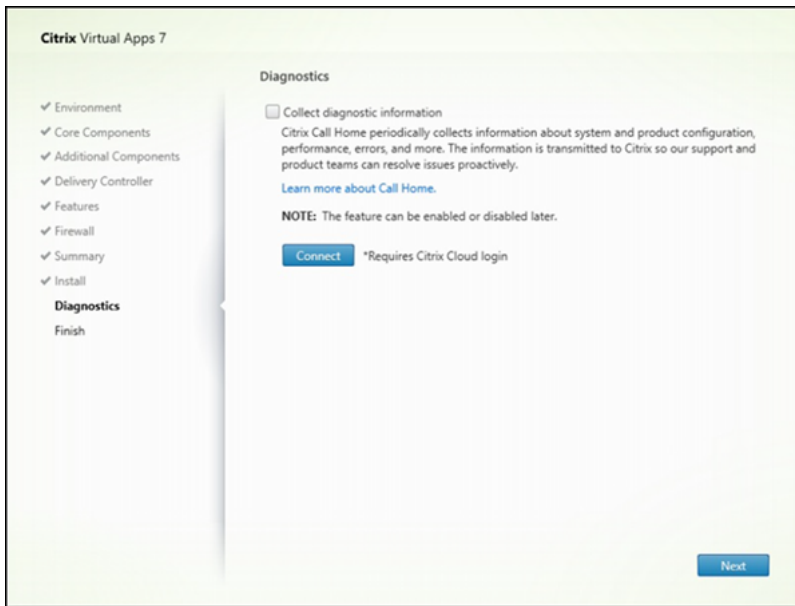 Citrix Virtual Apps 7
Diagnostics
Environment
Core Components
Additional Components
Delivery Controller
Features
Firewall
Summary
Install
Diagnostics
Finish
Collect diagnostic information
Citrix Call Home periodically collects information about system and product configuration,
performance, errors, and more. The information is transmitted to Citrix so our support and
product teams can resolve issues proactively.
Learn more about Call Home.
NOTE: The feature can be enabled or disabled later.
Connect *Requires Citrix Cloud login
Next